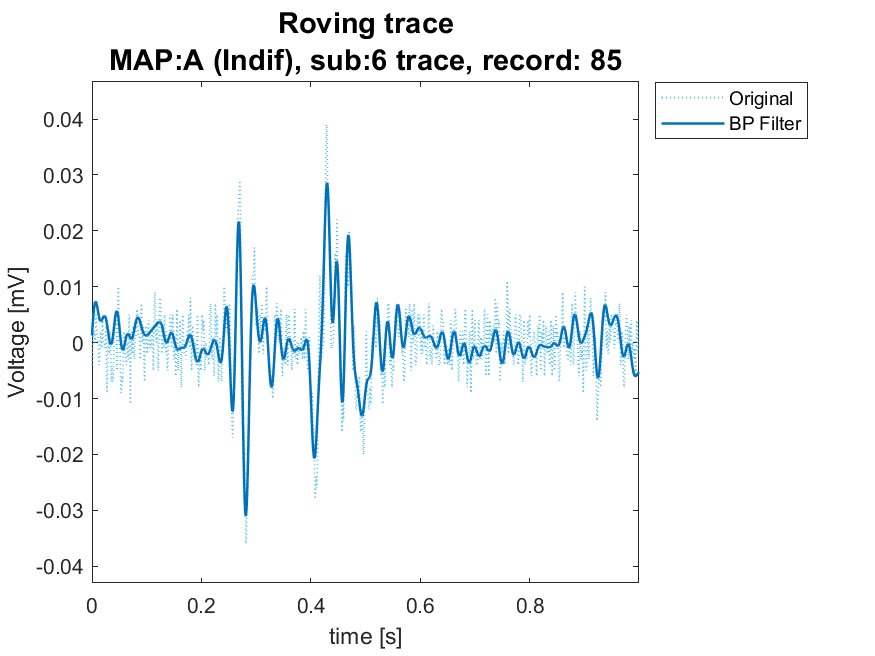 Roving trace
MAP:A (Indif), sub:6 trace, record: 85
Original
BP Filter
0.04
0.03
0.02
0.01
0
-0.01
-0.02
-0.03
-0.04
Voltage [mV]
0 0.2 0.4 0.6 0.8
time [s]